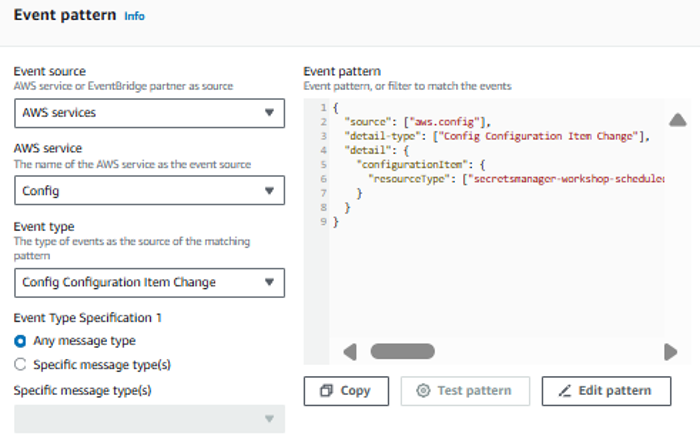 Event pattern Info
Event source
AWS service or EventBridge partner as source
AWS services
AWS service
The name of the AWS service as the event source
Config
Event type
The type of events as the source of the matching
pattern
Config Configuration Item Change
Event Type Specification 1
Any message type
Specific message type(s)
Specific message type(s)
Event pattern
Event pattern, or filter to match the events
1 {
2 "source": ["aws.config"],
3 "detail-type": ["Config Configuration Item Change"],
4 "detail": {
5 "configurationItem": {
6 "resourceType": ["secretsmanager-workshop-scheduled
7 }
8 }
9 }
Copy
Test pattern
Edit pattern